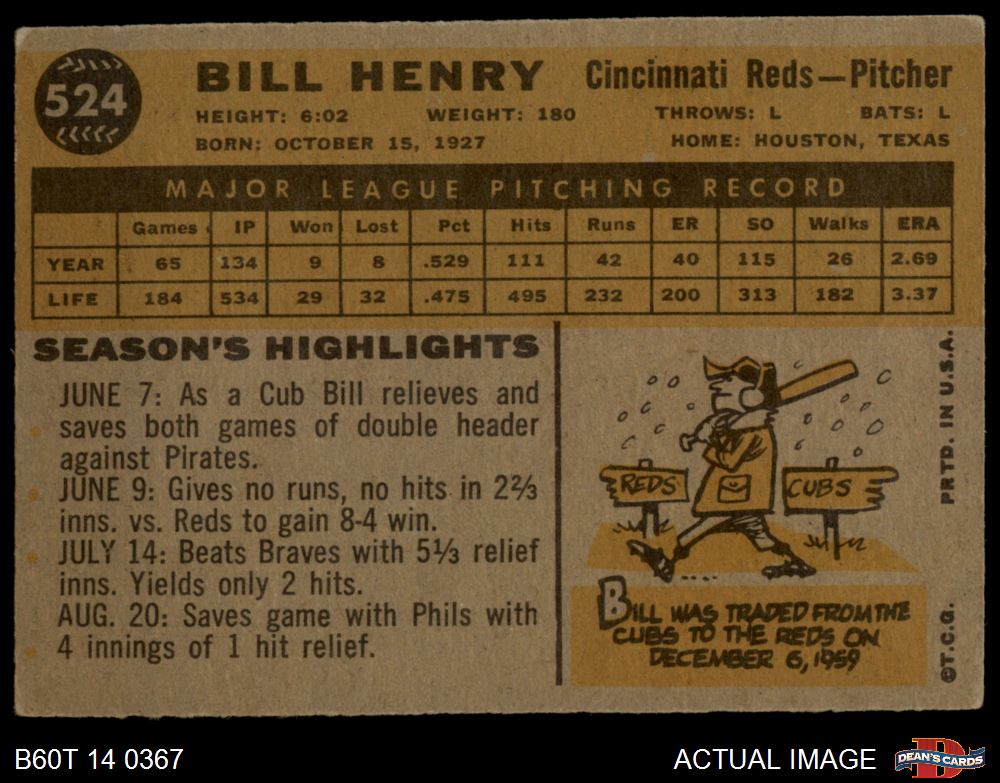 524
BILL HENRY Cincinnati Reds—Pitcher
HEIGHT: 6:02 WEIGHT: 180 THROWS: L BATS: L
BORN: OCTOBER 15, 1927 HOME: HOUSTON, TEXAS
MAJOR LEAGUE PITCHING RECORD
Games IP Won Lost Pct Hits Runs ER SO Walks ERA
YEAR 65 134 9 8 .529 111 42 40 115 26 2.69
LIFE 184 534 29 32 .475 495 232 200 313 182 3.37
SEASON'S HIGHLIGHTS
JUNE 7: As a Cub Bill relieves and
saves both games of double header
against Pirates.
JUNE 9: Gives no runs, no hits in 2⅔
inns. vs. Reds to gain 8-4 win.
JULY 14: Beats Braves with 5⅓ relief
inns. Yields only 2 hits.
AUG. 20: Saves game with Phils with
4 innings of 1 hit relief.
REDS
CUBS
BILL WAS TRADED FROM THE
CUBS TO THE REDS ON
DECEMBER 6, 1959
©T.C.G. PRTD. IN U.S.A.
B60T 14 0367 ACTUAL IMAGE
D
DEAN'S CARDS